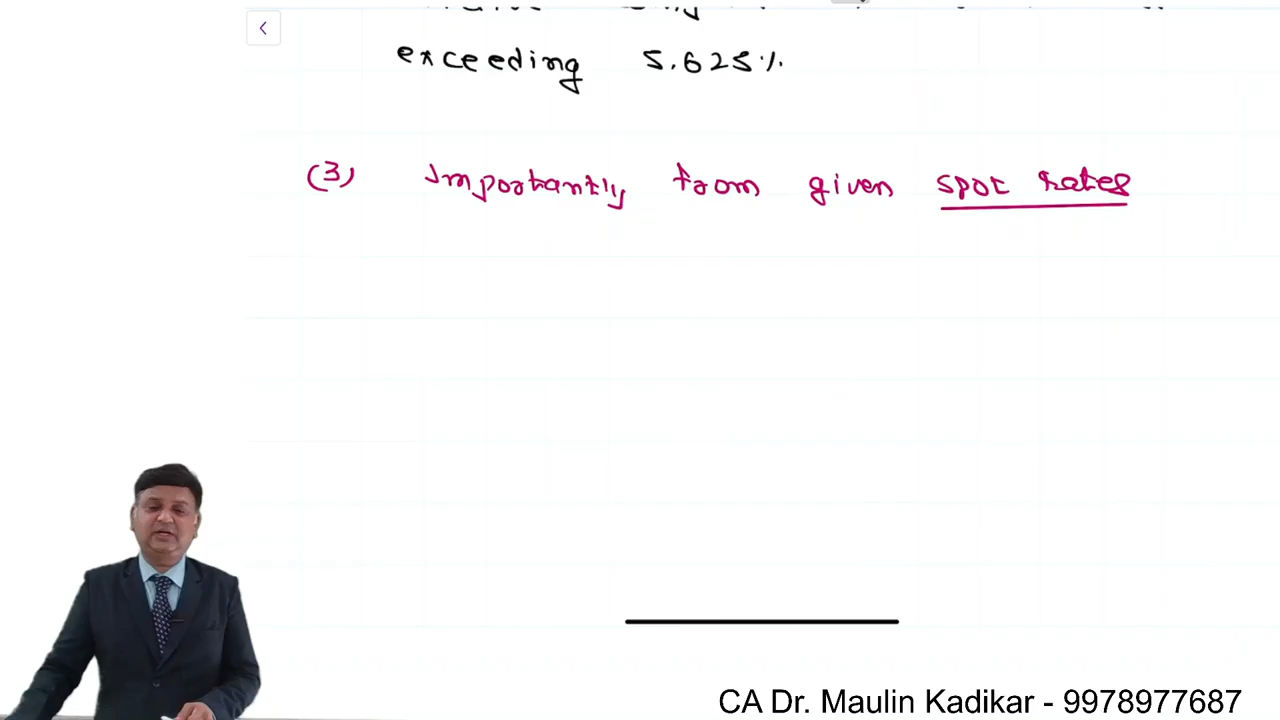 exceeding 5.625%
(3) Importantly from given spot rates
CA Dr. Maulin Kadikar - 9978977687